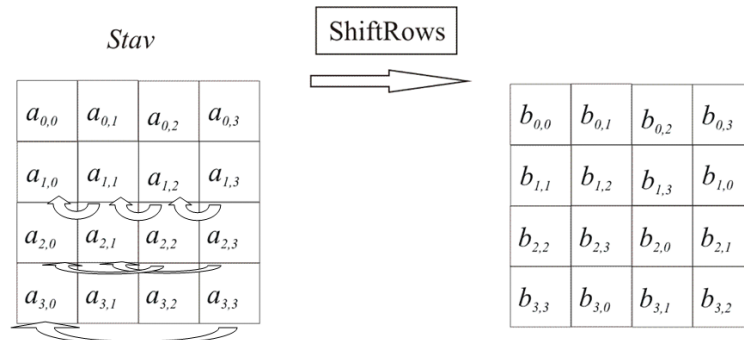 ShiftRows
Stav
a0,0 a0,1 a0,2 a0,3
a1,0 a1,1 a1,2 a1,3
a2,0 a2,1 a2,2 a2,3
a3,0 a3,1 a3,2 a3,3
b0,0 b0,1 b0,2 b0,3
b1,1 b1,2 b1,3 b1,0
b2,2 b2,3 b2,0 b2,1
b3,3 b3,0 b3,1 b3,2